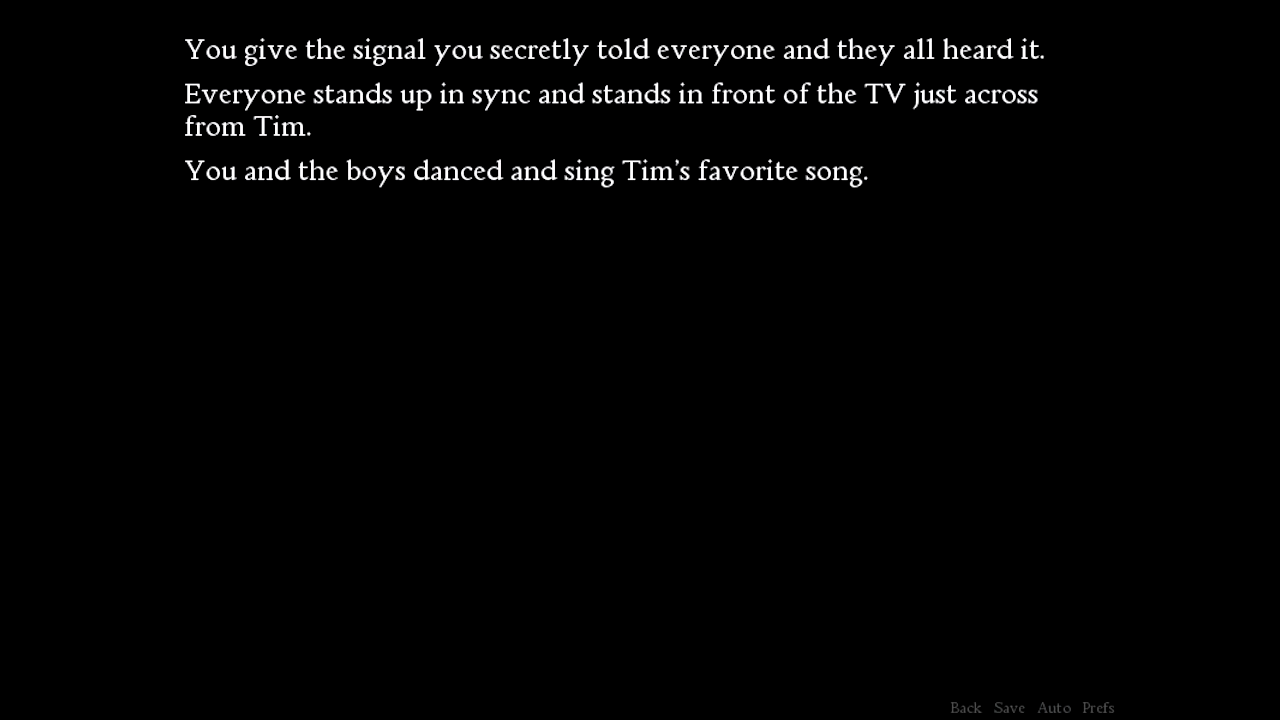 You give the signal you secretly told everyone and they all heard it.
Everyone stands up in sync and stands in front of the TV just across
from Tim.
You and the boys danced and sing Tim's favorite song.
Back Save Auto Prefs